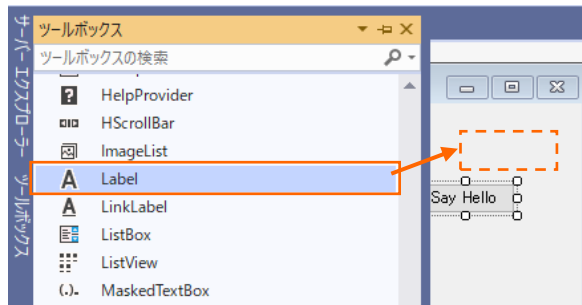 サーバー エクスプローラー
ツールボックス
ツールボックス
ツールボックスの検索
HelpProvider
HScrollBar
ImageList
A Label
A LinkLabel
ListBox
ListView
(.). MaskedTextBox
Say Hello